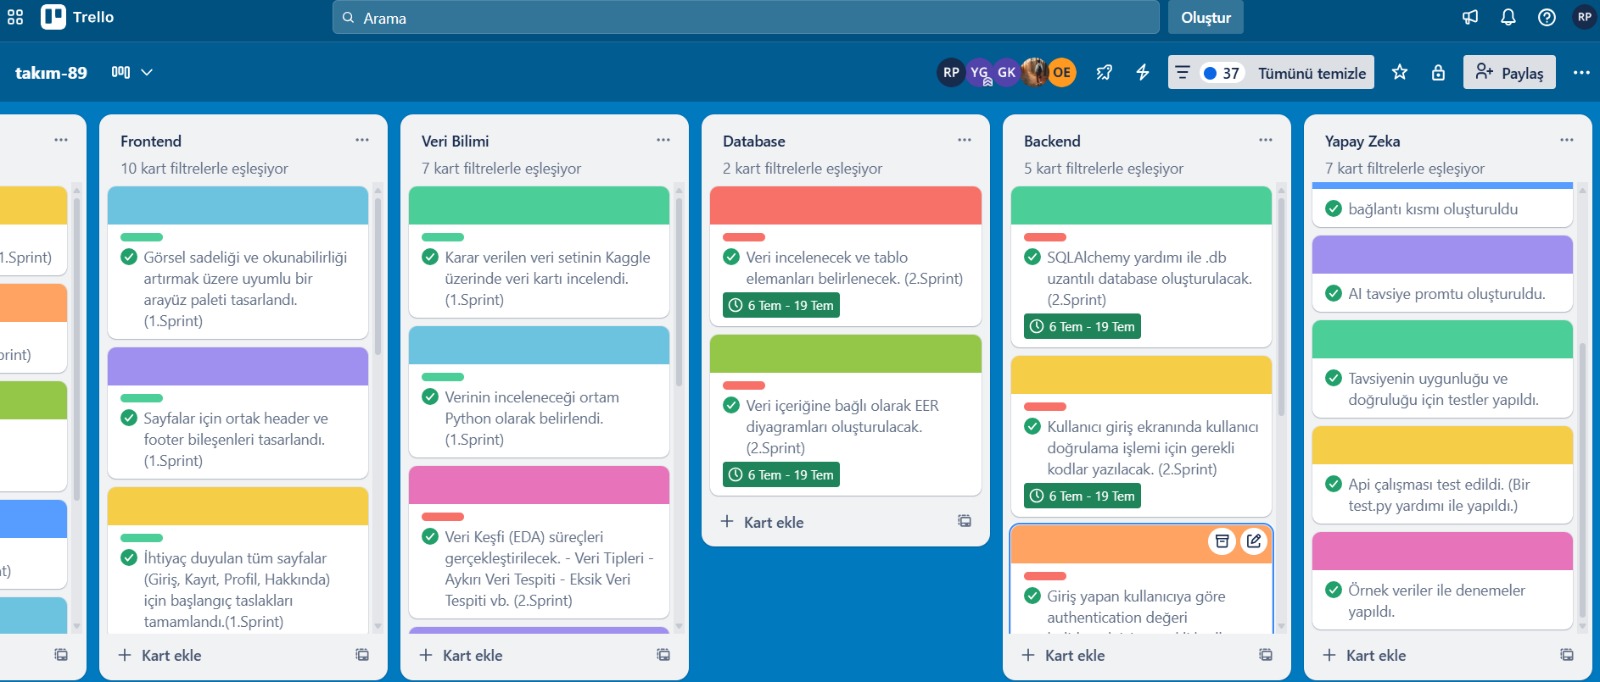 Trello
Arama
Oluştur
RP
takım-89
RP
YG
GK
OE
37
Tümünü temizle
Paylaş
1.Sprint)
print)
t)
Frontend
10 kart filtrelerle eşleşiyor
Görsel sadeliği ve okunabilirliği
artırmak üzere uyumlu bir
arayüz paleti tasarlandı.
(1.Sprint)
Sayfalar için ortak header ve
footer bileşenleri tasarlandı.
(1.Sprint)
İhtiyaç duyulan tüm sayfalar
(Giriş, Kayıt, Profil, Hakkında)
için başlangıç taslakları
tamamlandı.(1.Sprint)
Kart ekle
Veri Bilimi
7 kart filtrelerle eşleşiyor
Karar verilen veri setinin Kaggle
üzerinde veri kartı incelendi.
(1.Sprint)
Verinin inceleneceği ortam
Python olarak belirlendi.
(1.Sprint)
Veri Keşfi (EDA) süreçleri
gerçekleştirilecek. - Veri Tipleri -
Aykırı Veri Tespiti - Eksik Veri
Tespiti vb. (2.Sprint)
Kart ekle
Database
2 kart filtrelerle eşleşiyor
Veri incelenecek ve tablo
elemanları belirlenecek. (2.Sprint)
6 Tem - 19 Tem
Veri içeriğine bağlı olarak EER
diyagramları oluşturulacak.
(2.Sprint)
6 Tem - 19 Tem
Kart ekle
Backend
5 kart filtrelerle eşleşiyor
SQLAlchemy yardımı ile .db
uzantılı database oluşturulacak.
(2.Sprint)
6 Tem - 19 Tem
Kullanıcı giriş ekranında kullanıcı
doğrulama işlemi için gerekli
kodlar yazılacak. (2.Sprint)
6 Tem - 19 Tem
Giriş yapan kullanıcıya göre
authentication değeri
Kart ekle
Yapay Zeka
7 kart filtrelerle eşleşiyor
bağlantı kısmı oluşturuldu
AI tavsiye promtu oluşturuldu.
Tavsiyenin uygunluğu ve
doğruluğu için testler yapıldı.
Api çalışması test edildi. (Bir
test.py yardımı ile yapıldı.)
Örnek veriler ile denemeler
yapıldı.
Kart ekle